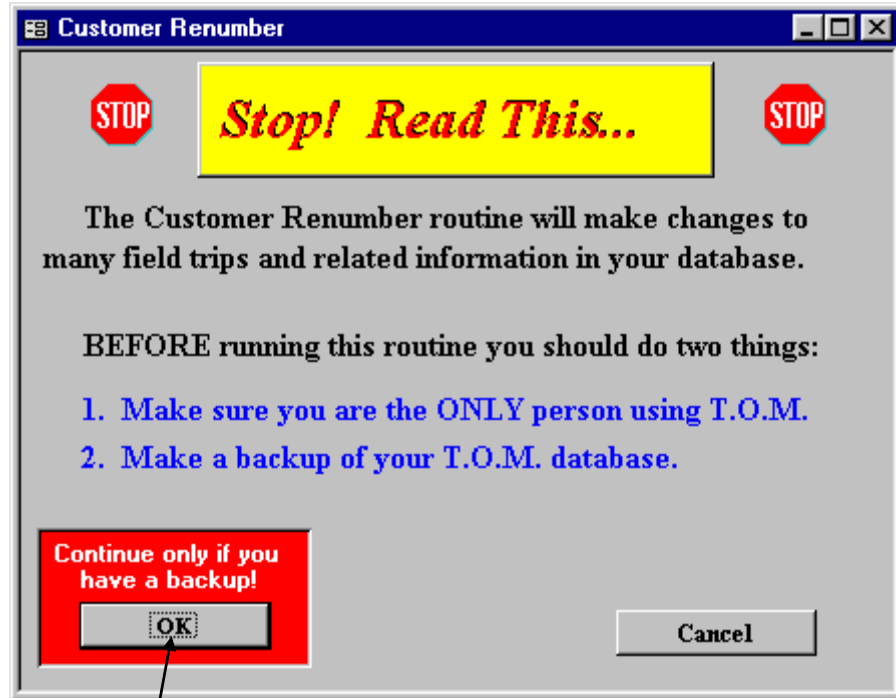 Customer Renumber
STOP
Stop! Read This...
STOP
The Customer Renumber routine will make changes to
many field trips and related information in your database.
BEFORE running this routine you should do two things:
1. Make sure you are the ONLY person using T.O.M.
2. Make a backup of your T.O.M. database.
Continue only if you
have a backup!
OK
Cancel